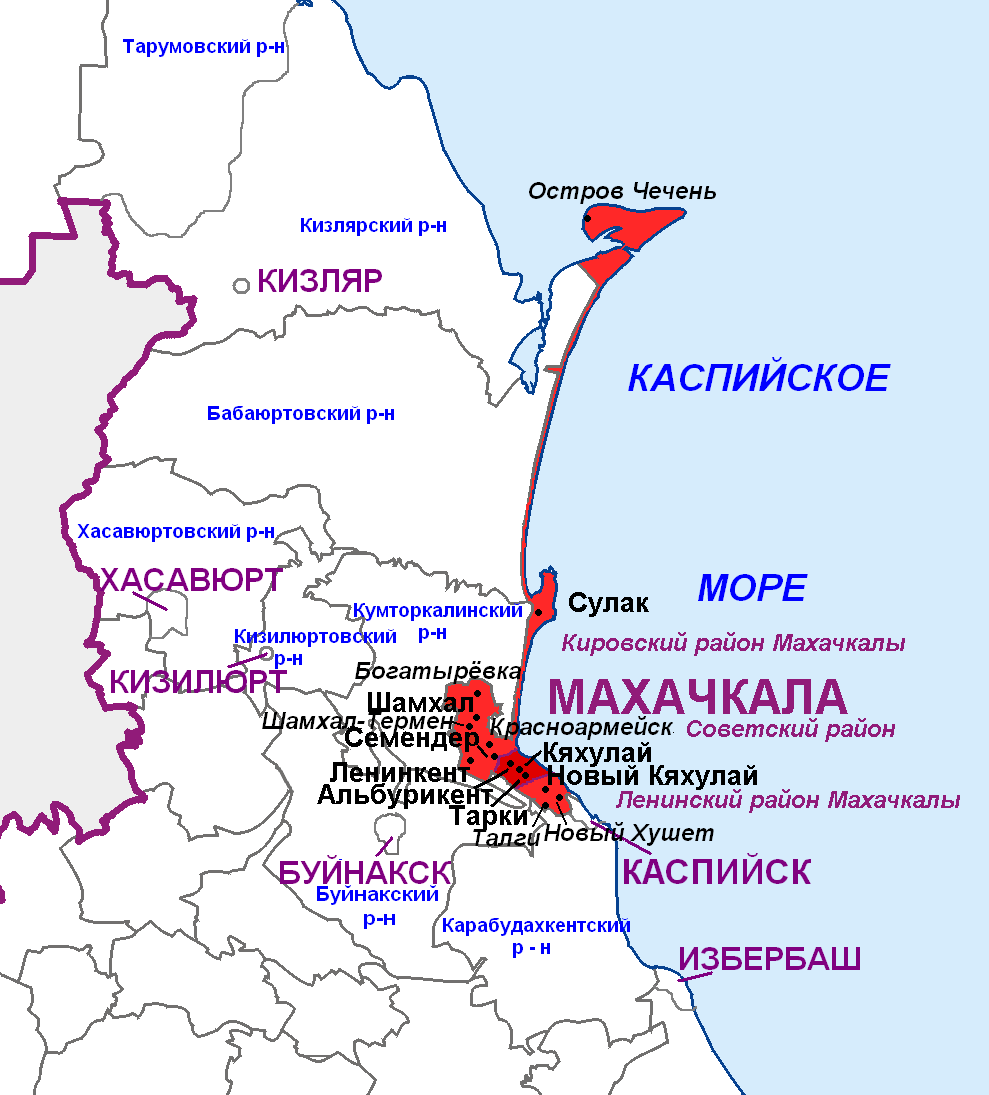 Тарумовский р-н
Остров Чечень
Кизлярский р-н
КИЗЛЯР
КАСПИЙСКОЕ
Бабаюртовский р-н
Хасавюртовский р-н
ХАСАВЮРТ
МОРЕ
Сулак
Кумторкалинский
р-н
Кизилюртовский
р-н
Кировский район Махачкалы
Богатырёвка
КИЗИЛЮРТ
МАХАЧКАЛА
Шамхал
Шамхал-Термен
Красноармейск
Советский район
Семендер
Кяхулай
Ленинкент
Новый Кяхулай
Альбурикент
Ленинский район Махачкалы
Тарки
Талги
Новый Хушет
БУЙНАКСК
КАСПИЙСК
Буйнакский
р-н
Карабудахкентский
р - н
ИЗБЕРБАШ